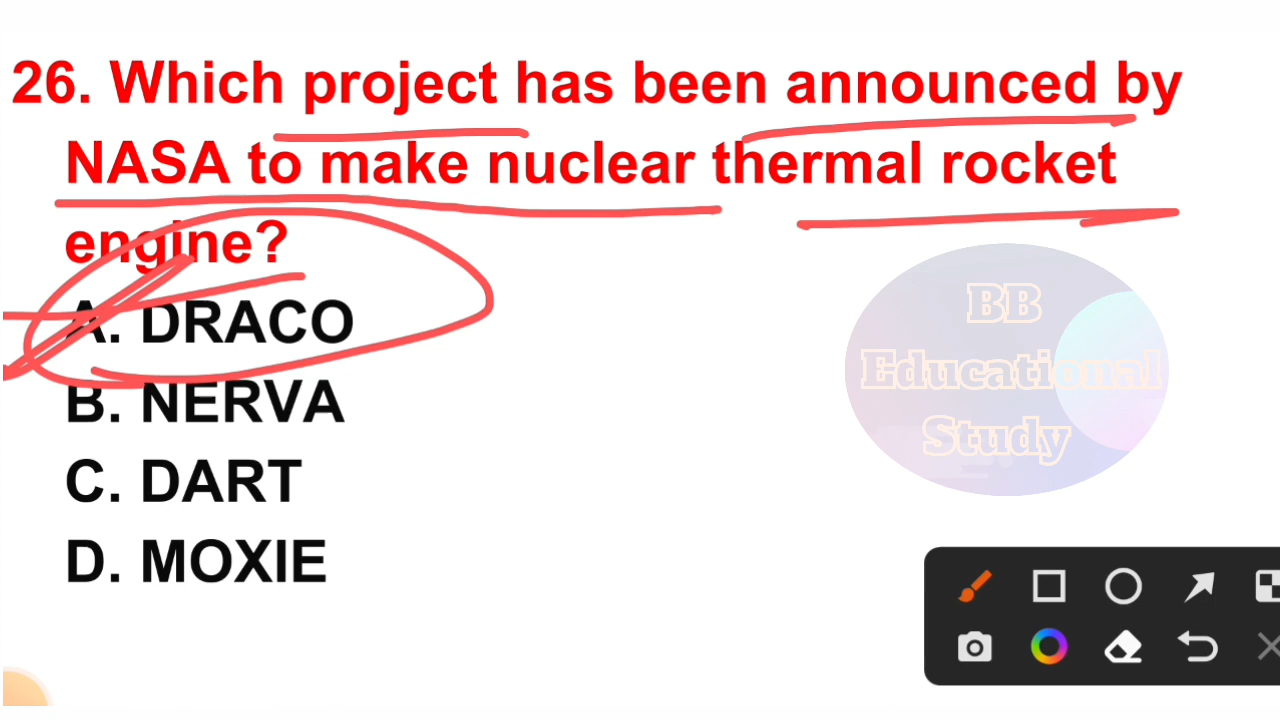 26. Which project has been announced by
NASA to make nuclear thermal rocket
engine?
A. DRACO
B. NERVA
C. DART
D. MOXIE
BB
Educational
Study